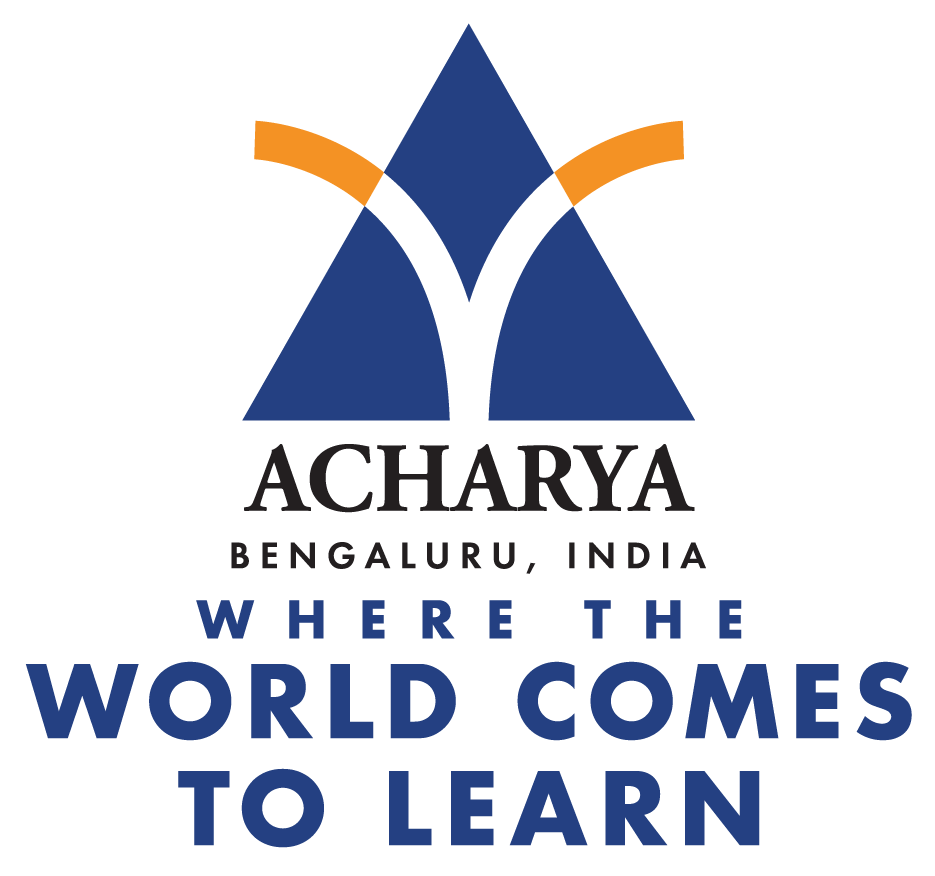 ACHARYA
BENGALURU, INDIA
WHERE THE
WORLD COMES
TO LEARN